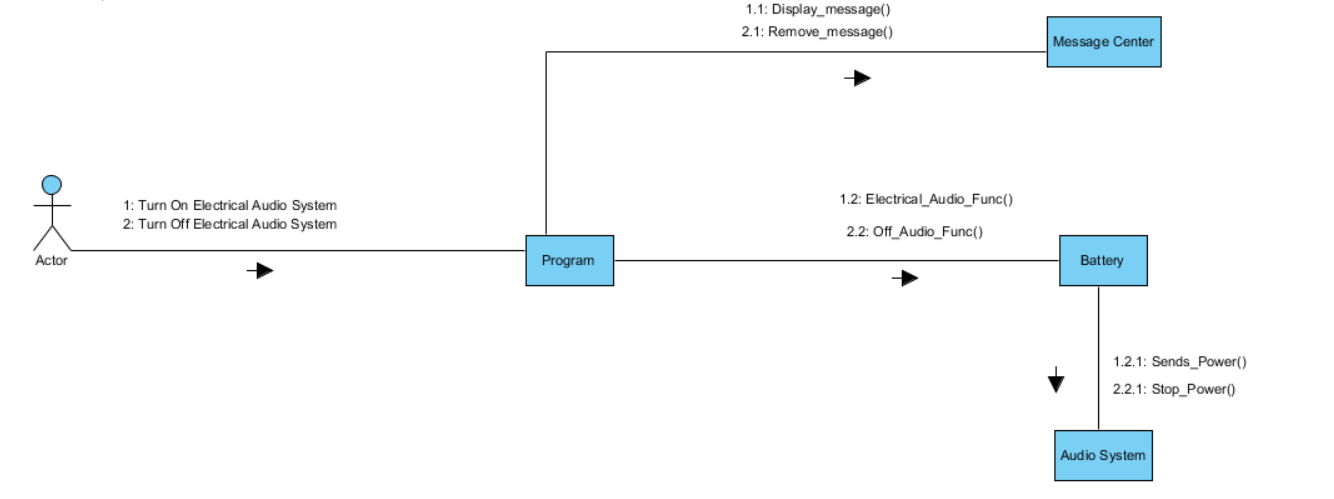 1.1: Display_message()
2.1: Remove_message()
Message Center
1: Turn On Electrical Audio System
2: Turn Off Electrical Audio System
Actor
Program
1.2: Electrical_Audio_Func()
2.2: Off_Audio_Func()
Battery
1.2.1: Sends_Power()
2.2.1: Stop_Power()
Audio System